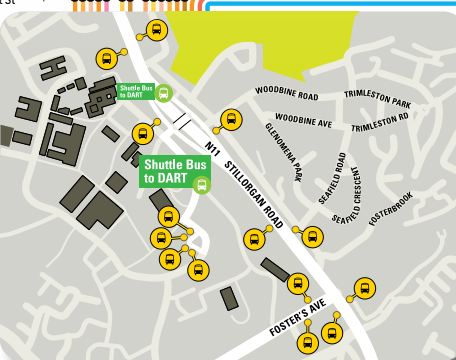 St
Shuttle Bus
to DART
WOODBINE ROAD
TRIMLESTON PARK
WOODBINE AVE
TRIMLESTON RD
GLENOMENA PARK
N11 STILLORGAN ROAD
Shuttle Bus
to DART
SEAFIELD ROAD
SEAFIELD CRESCENT
FOSTERBROOK
FOSTER'S AVE